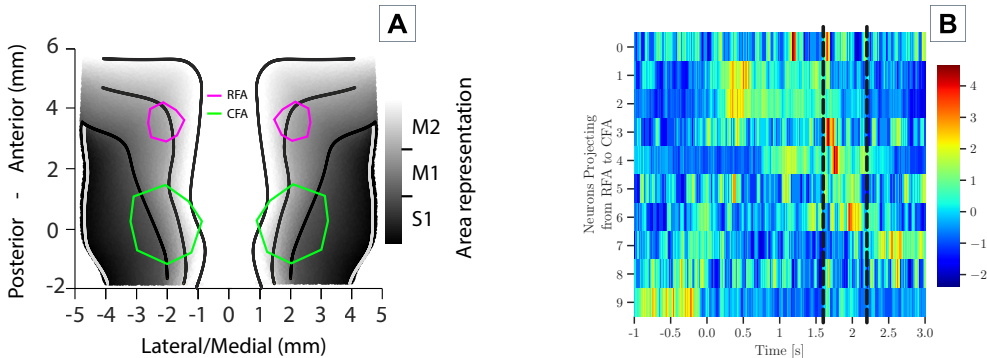 A
6
4
2
0
-2
Posterior - Anterior (mm)
-5 -4 -3 -2 -1 0 1 2 3 4 5
Lateral/Medial (mm)
RFA
CFA
M2
M1
S1
Area representation
B
0
1
2
3
4
5
6
7
8
9
Neurons Projecting
from RFA to CFA
-1 -0.5 0.0 0.5 1 1.5 2 2.5 3.0
Time [s]
4
3
2
1
0
−1
−2